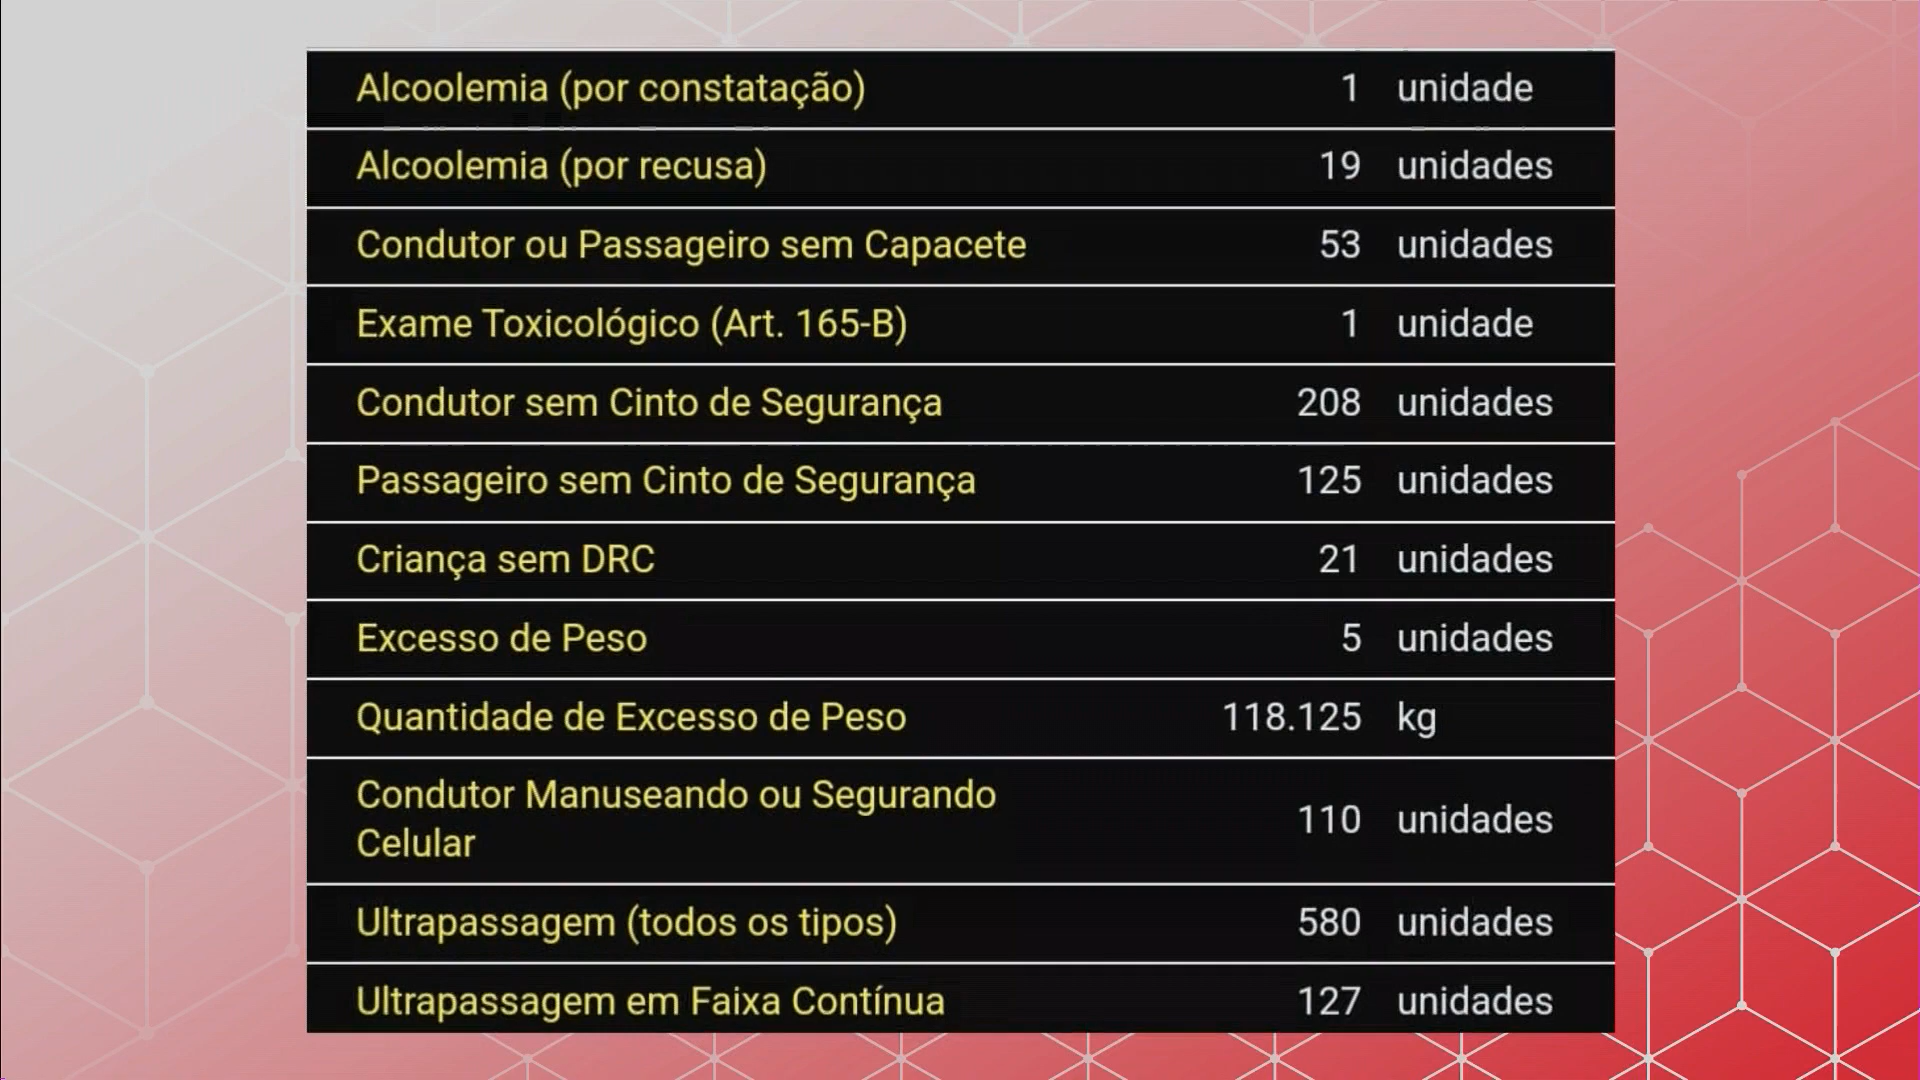 Alcoolemia (por constatação) 1 unidade
Alcoolemia (por recusa) 19 unidades
Condutor ou Passageiro sem Capacete 53 unidades
Exame Toxicológico (Art. 165-B) 1 unidade
Condutor sem Cinto de Segurança 208 unidades
Passageiro sem Cinto de Segurança 125 unidades
Criança sem DRC 21 unidades
Excesso de Peso 5 unidades
Quantidade de Excesso de Peso 118.125 kg
Condutor Manuseando ou Segurando
Celular 110 unidades
Ultrapassagem (todos os tipos) 580 unidades
Ultrapassagem em Faixa Contínua 127 unidades